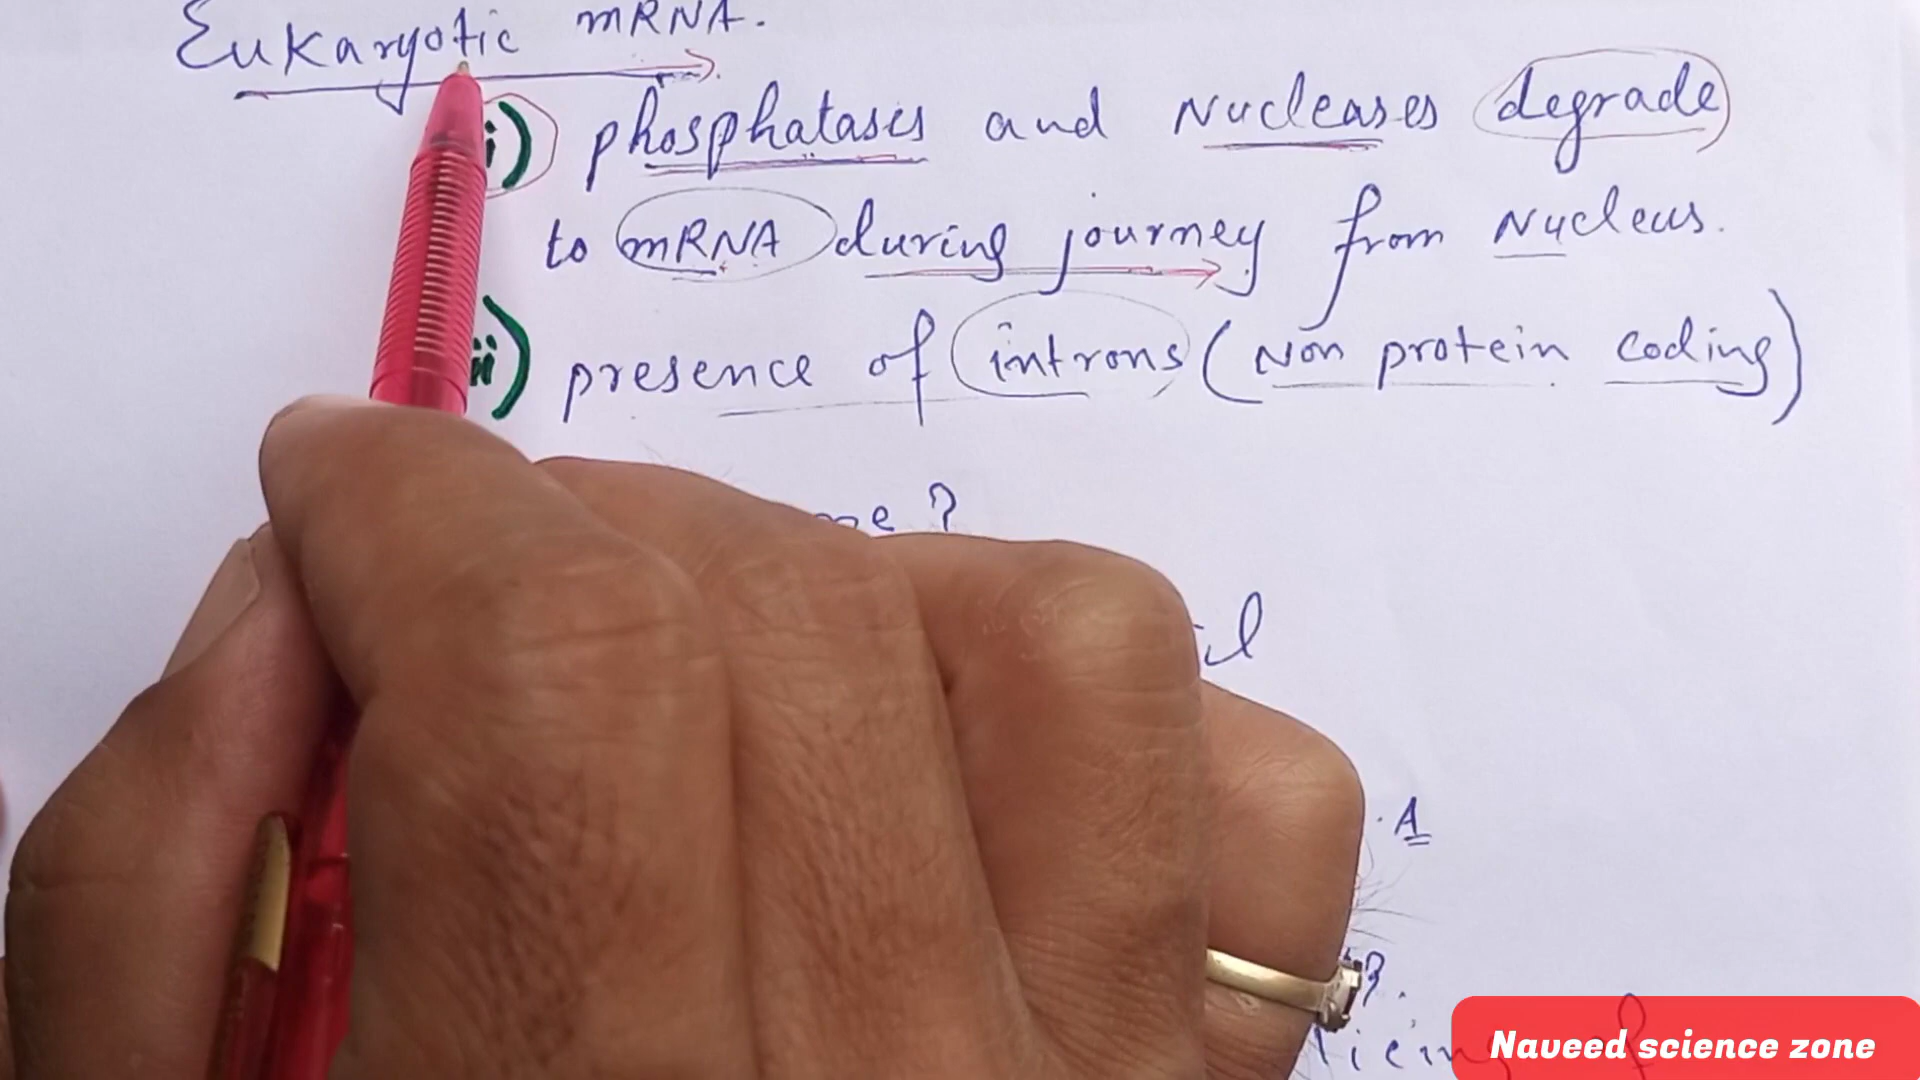 Eukaryotic mRNA.
i) phosphatases and Nucleases degrade
to mRNA during journey from Nucleus.
ii) presence of introns (Non protein coding)
?
A
?.
of
Naveed science zone